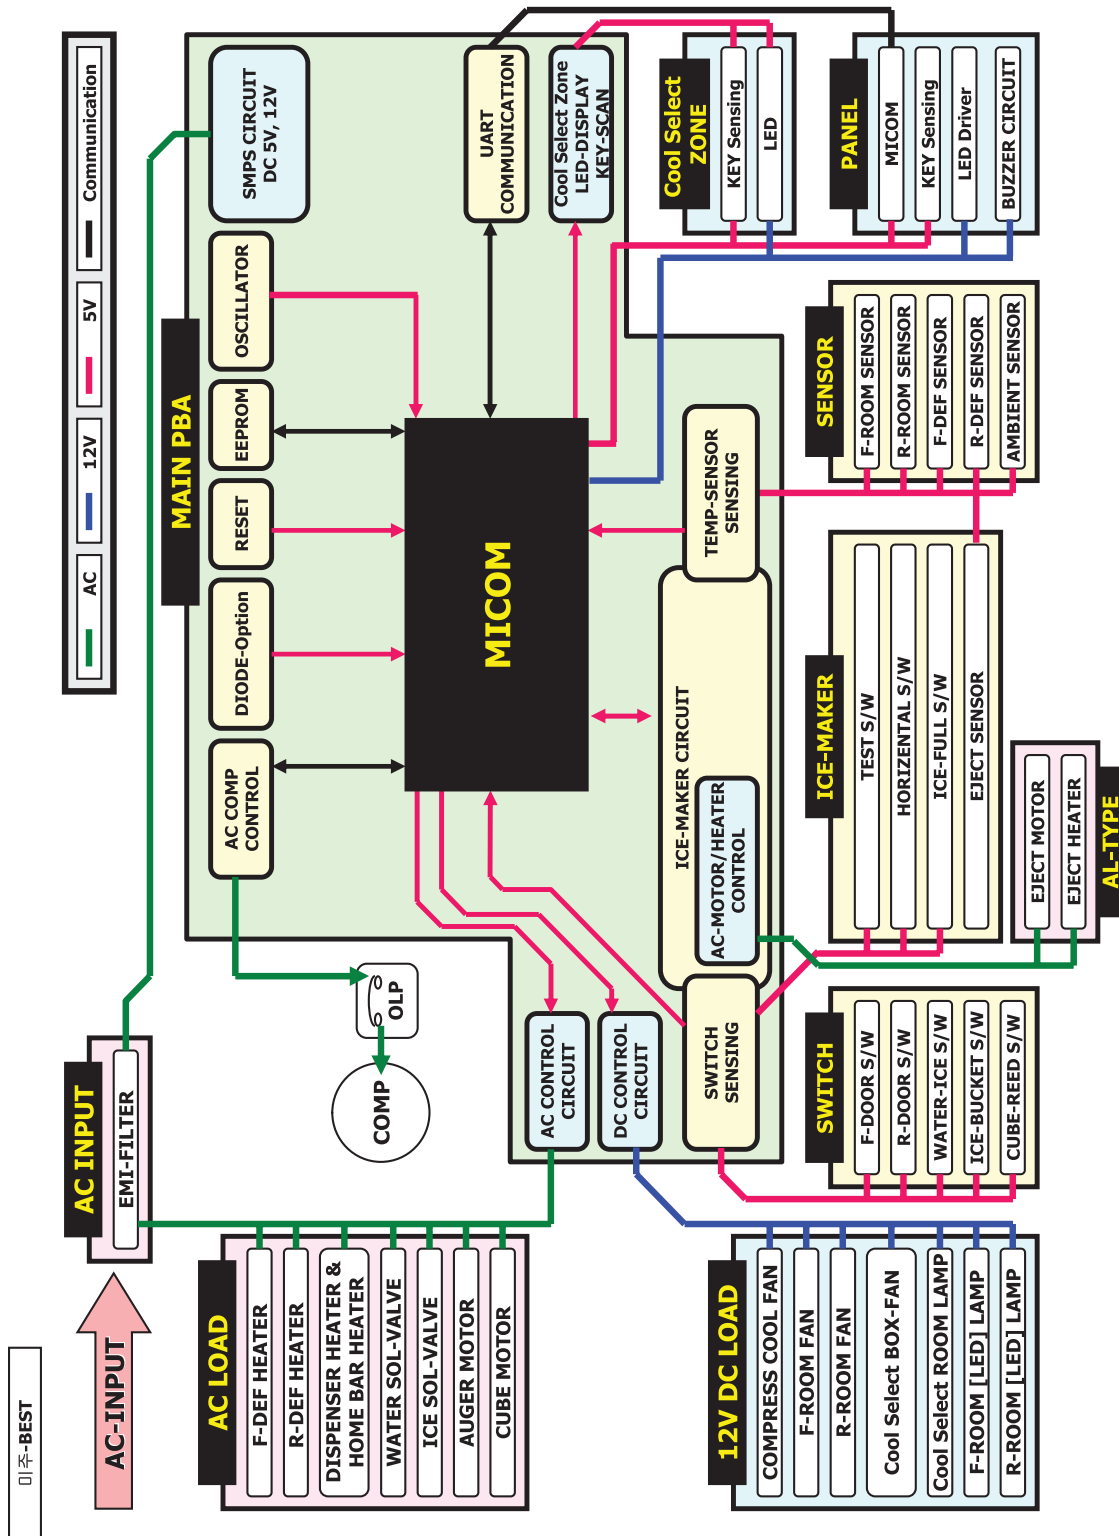 미주-BEST
AC-INPUT
AC INPUT
EMI-FILTER
AC
12V
5V
Communication
MAIN PBA
AC COMP
CONTROL
DIODE-Option
RESET
EEPROM
OSCILLATOR
SMPS CIRCUIT
DC 5V, 12V
COMP
OLP
MICOM
UART
COMMUNICATION
Cool Select Zone
LED-DISPLAY
KEY-SCAN
AC CONTROL
CIRCUIT
DC CONTROL
CIRCUIT
SWITCH
SENSING
ICE-MAKER CIRCUIT
AC-MOTOR/HEATER
CONTROL
TEMP-SENSOR
SENSING
AC LOAD
F-DEF HEATER
R-DEF HEATER
DISPENSER HEATER &
HOME BAR HEATER
WATER SOL-VALVE
ICE SOL-VALVE
AUGER MOTOR
CUBE MOTOR
12V DC LOAD
COMPRESS COOL FAN
F-ROOM FAN
R-ROOM FAN
Cool Select BOX-FAN
Cool Select ROOM LAMP
F-ROOM [LED] LAMP
R-ROOM [LED] LAMP
SWITCH
F-DOOR S/W
R-DOOR S/W
WATER-ICE S/W
ICE-BUCKET S/W
CUBE-REED S/W
ICE-MAKER
TEST S/W
HORIZENTAL S/W
ICE-FULL S/W
EJECT SENSOR
EJECT MOTOR
EJECT HEATER
AL-TYPE
SENSOR
F-ROOM SENSOR
R-ROOM SENSOR
F-DEF SENSOR
R-DEF SENSOR
AMBIENT SENSOR
Cool Select
ZONE
KEY Sensing
LED
PANEL
MICOM
KEY Sensing
LED Driver
BUZZER CIRCUIT